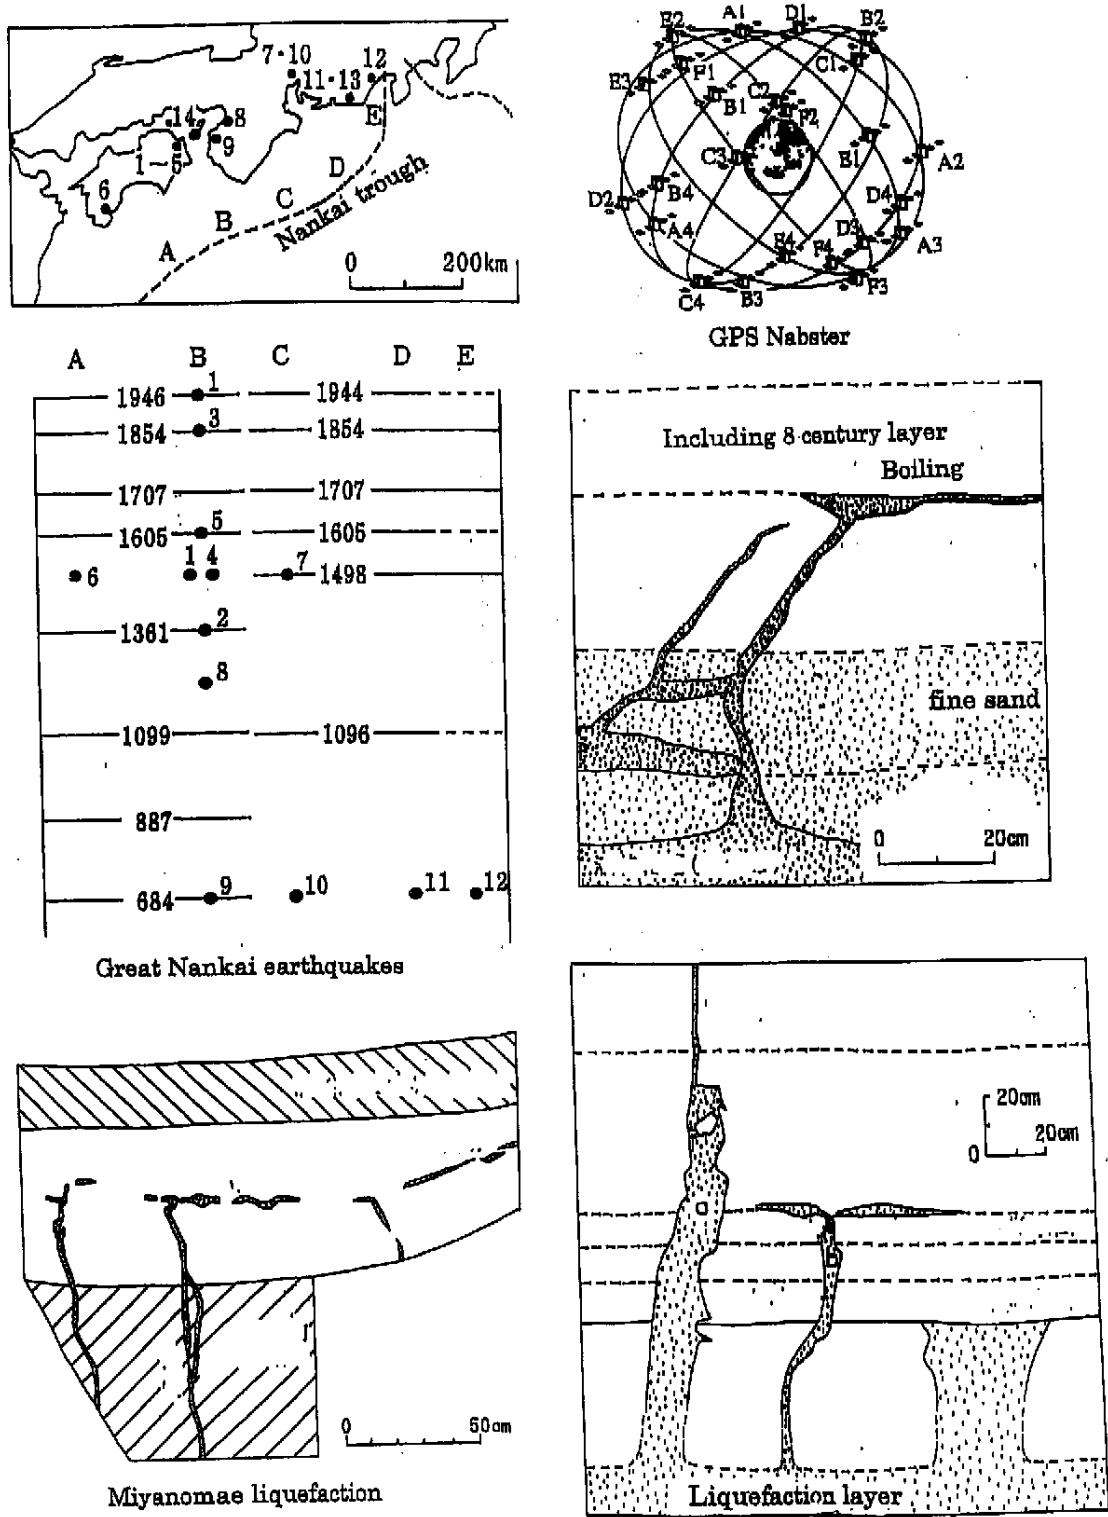 7·10
12
11·13
E
14
8
9
1~5
6
D
C
B
A
Nankai trough
0 200km
A1
D1
E2
B2
F1
C1
E3
B1
C2
F2
C3
E1
A2
D2
B4
D4
A4
D3
A3
E4
F4
C4
B3
F3
GPS Nabster
A B C D E
1946 1 1944
1854 3 1854
1707 1707
1605 5 1605
6 1 4 7 1498
1361 2
8
1099 1096
887
684 9 10 11 12
Great Nankai earthquakes
Including 8 century layer
Boiling
fine sand
0 20cm
Miyanomae liquefaction
0 50cm
20cm
0 20cm
Liquefaction layer